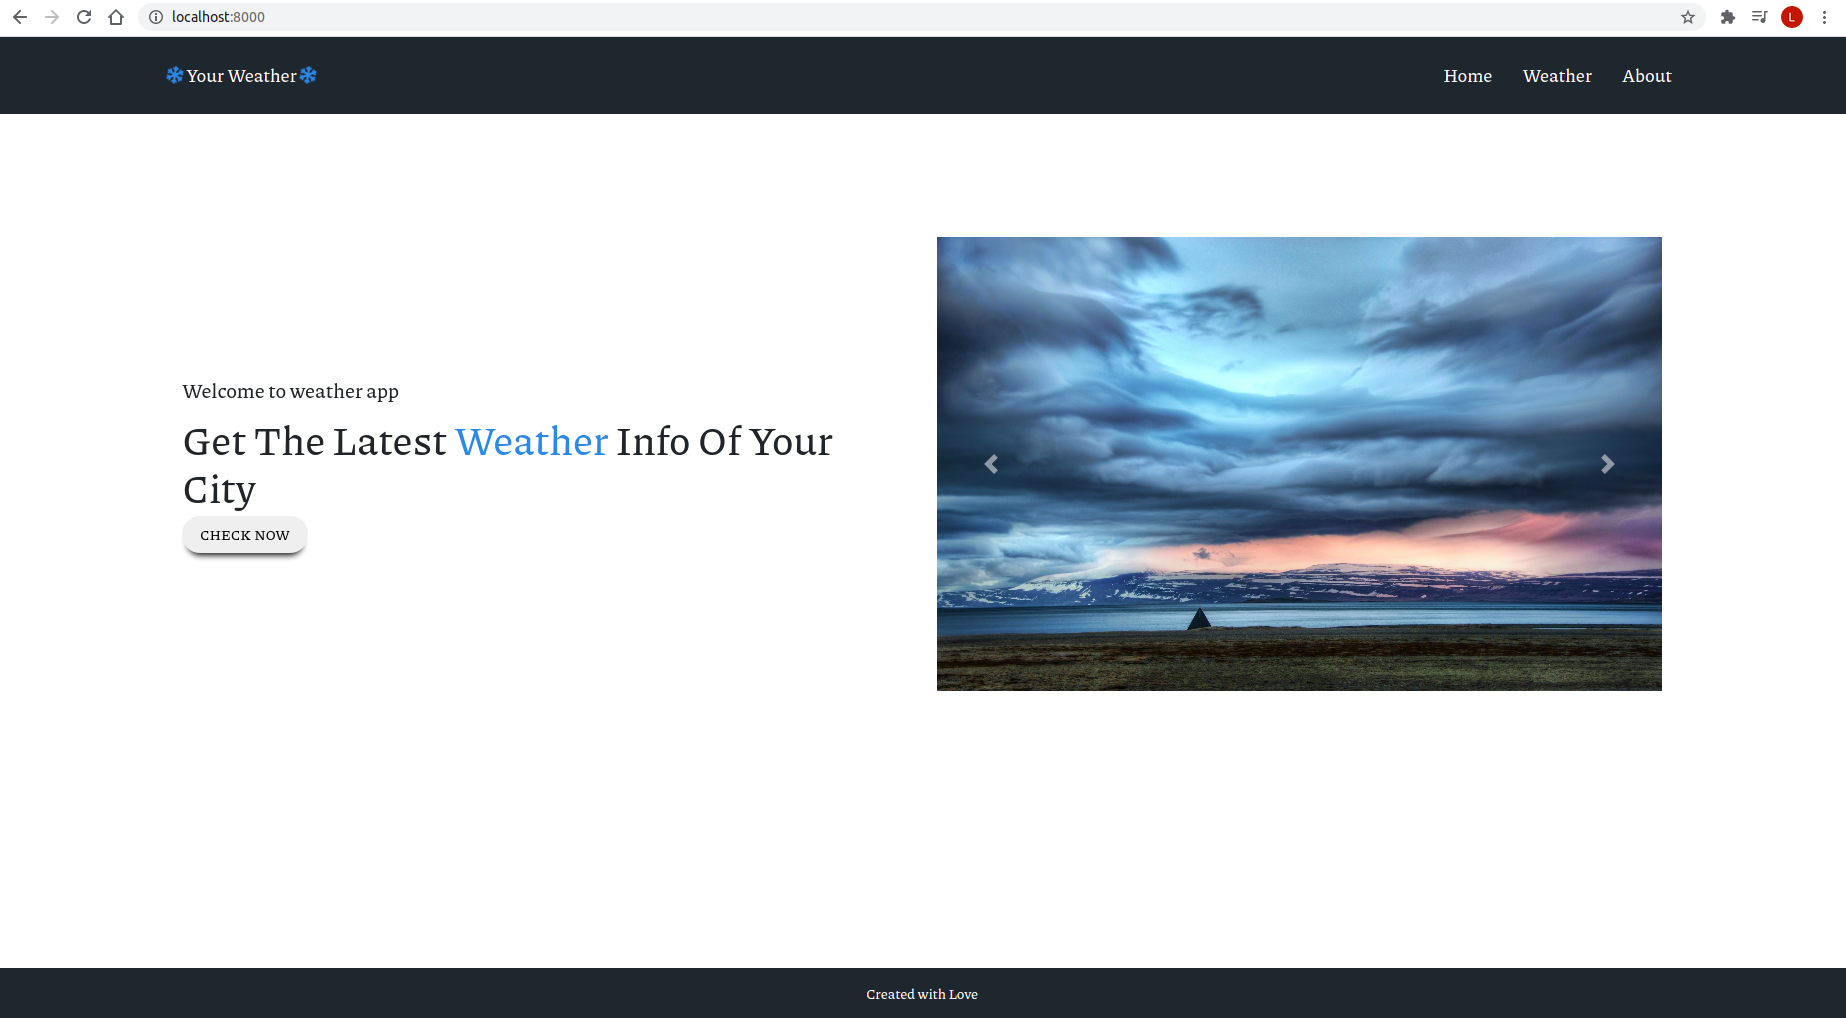 localhost:8000
L
Your Weather
Home Weather About
Welcome to weather app
Get The Latest Weather Info Of Your
City
CHECK NOW
Created with Love